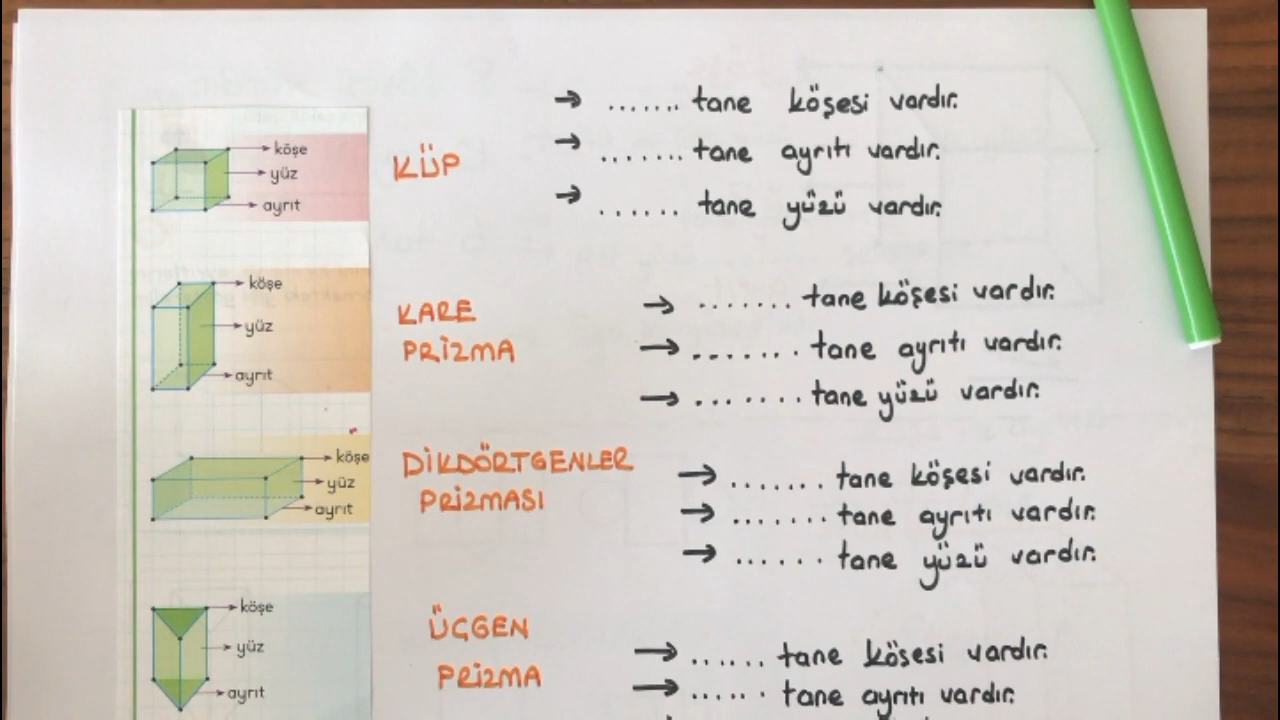 köşe
yüz
ayrıt
KÜP
→ ....... tane köşesi vardır.
→ ....... tane ayrıtı vardır.
→ ...... tane yüzü vardır.
köşe
yüz
ayrıt
KARE
PRİZMA
→ ....... tane köşesi vardır.
→ ....... tane ayrıtı vardır.
→ ....... tane yüzü vardır.
köşe
yüz
ayrıt
DİKDÖRTGENLER
PRİZMASI
→ ....... tane köşesi vardır.
→ ....... tane ayrıtı vardır.
→ ...... tane yüzü vardır.
köşe
yüz
ayrıt
ÜÇGEN
PRİZMA
→ ...... tane kösesi vardır.
→ ...... tane ayrıtı vardır.